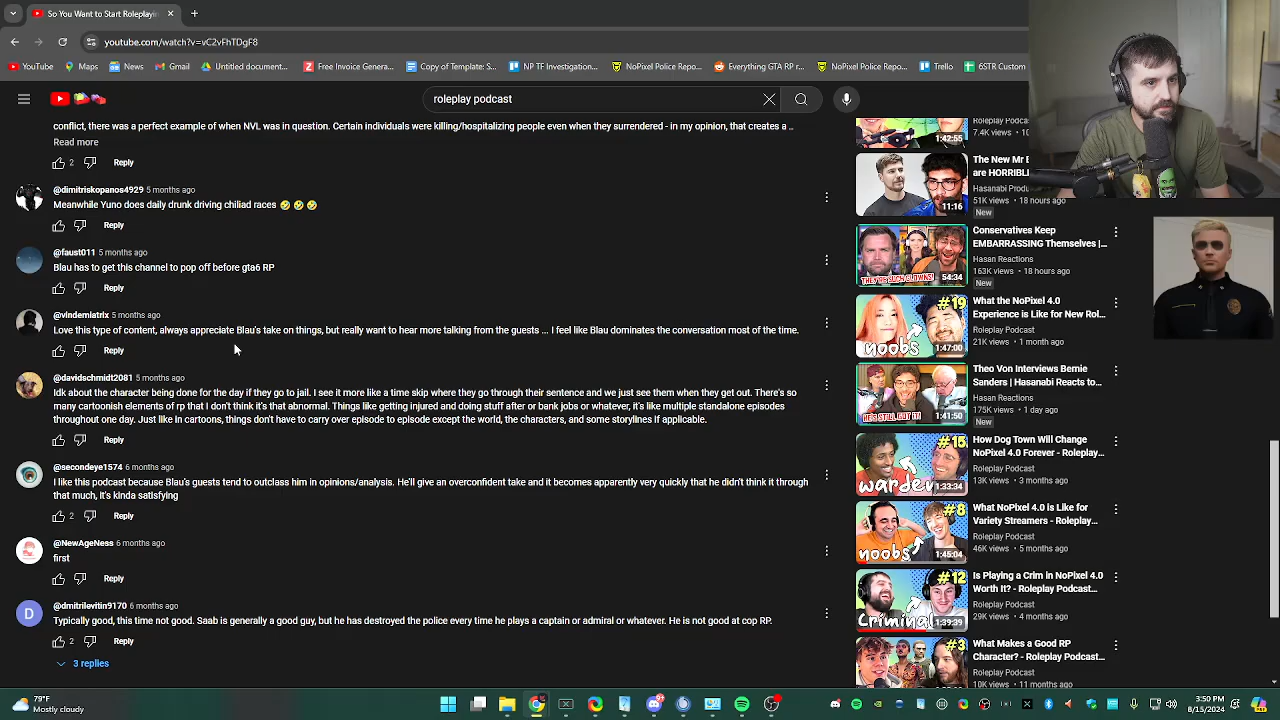 So You Want to Start Roleplayin
youtube.com/watch?v=vC2vFhTDgF8
YouTube
Maps
News
Gmail
Untitled document...
Free Invoice Genera...
Copy of Template: S...
NP TF Investigation...
NoPixel Police Repo...
Everything GTA RP r...
NoPixel Police Repo...
Trello
6STR Custom
roleplay podcast
conflict, there was a perfect example of when NVL was in question. Certain individuals were killing/hospitalizing people even when they surrendered - in my opinion, that creates a ..
Read more
2 Reply
@dimitriskopanos4929 5 months ago
Meanwhile Yuno does daily drunk driving chiliad races 🤣🤣🤣
Reply
@faust011 5 months ago
Blau has to get this channel to pop off before gta6 RP
Reply
@vindemiatrix 5 months ago
Love this type of content, always appreciate Blau's take on things, but really want to hear more talking from the guests ... I feel like Blau dominates the conversation most of the time.
Reply
@davidschmidt2081 5 months ago
Idk about the character being done for the day if they go to jail. I see it more like a time skip where they go through their sentence and we just see them when they get out. There's so
many cartoonish elements of rp that I don't think it's that abnormal. Things like getting injured and doing stuff after or bank jobs or whatever, it's like multiple standalone episodes
throughout one day. Just like in cartoons, things don't have to carry over episode to episode except the world, the characters, and some storylines if applicable.
Reply
@secondeye1574 6 months ago
I like this podcast because Blau's guests tend to outclass him in opinions/analysis. He'll give an overconfident take and it becomes apparently very quickly that he didn't think it through
that much, it's kinda satisfying
2 Reply
@NewAgeNess 6 months ago
first
Reply
D
@dmitrilevitin9170 6 months ago
Typically good, this time not good. Saab is generally a good guy, but he has destroyed the police every time he plays a captain or admiral or whatever. He is not good at cop RP.
2 Reply
3 replies
1:42:55
Roleplay Podcast
7.4K views
The New Mr B
are HORRIBL
Hasanabi Produ
51K views • 18 hours ago
New
11:16
Conservatives Keep
EMBARRASSING Themselves |...
Hasan Reactions
163K views • 18 hours ago
New
THEY'RE SUCH CLOWNS!
54:34
What the NoPixel 4.0
Experience is Like for New Rol...
Roleplay Podcast
21K views • 1 month ago
#19
noobs
1:47:00
Theo Von Interviews Bernie
Sanders | Hasanabi Reacts to...
Hasan Reactions
175K views • 1 day ago
New
HE'S STILL GOT IT!
1:41:50
How Dog Town Will Change
NoPixel 4.0 Forever - Roleplay...
Roleplay Podcast
13K views • 3 months ago
#15
warden
1:33:34
What NoPixel 4.0 is Like for
Variety Streamers - Roleplay...
Roleplay Podcast
46K views • 5 months ago
#8
noobs
1:45:04
Is Playing a Crim in NoPixel 4.0
Worth It? - Roleplay Podcast...
Roleplay Podcast
29K views • 4 months ago
#12
Criminal
1:39:39
What Makes a Good RP
Character? - Roleplay Podcast...
Roleplay Podcast
10K views • 11 months ago
#3
79°F
Mostly cloudy
3:50 PM
8/15/2024